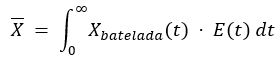 X̅ = ∫₀^∞ X_batelada(t) · E(t) dt